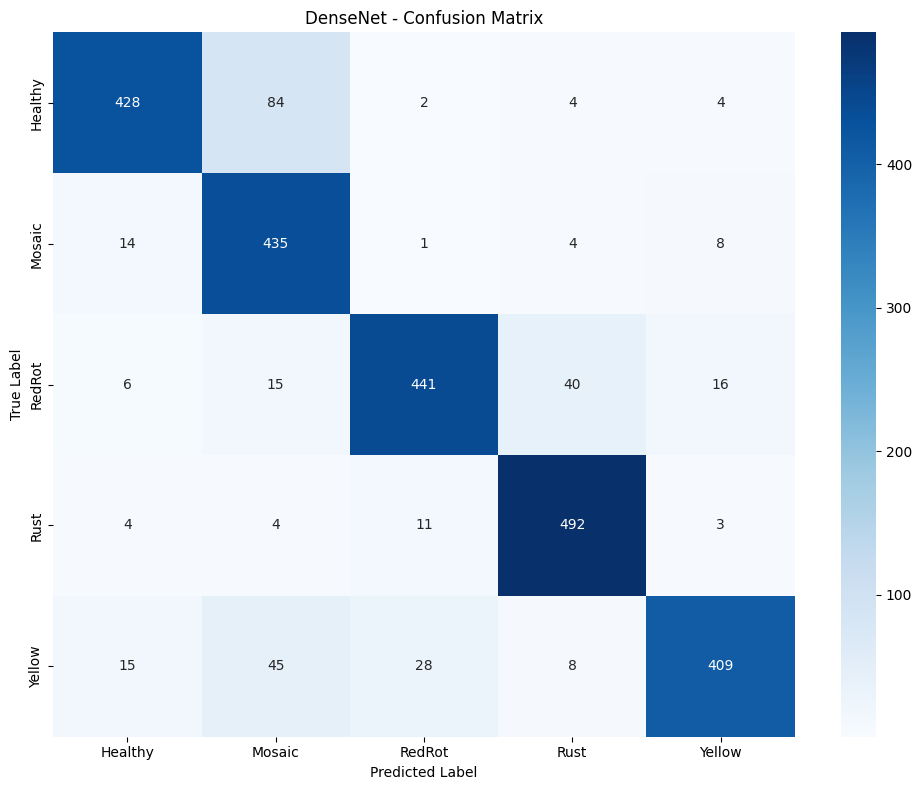 DenseNet - Confusion Matrix
Healthy 428 84 2 4 4
Mosaic 14 435 1 4 8
RedRot 6 15 441 40 16
Rust 4 4 11 492 3
Yellow 15 45 28 8 409
Healthy Mosaic RedRot Rust Yellow
Predicted Label
True Label
400
300
200
100